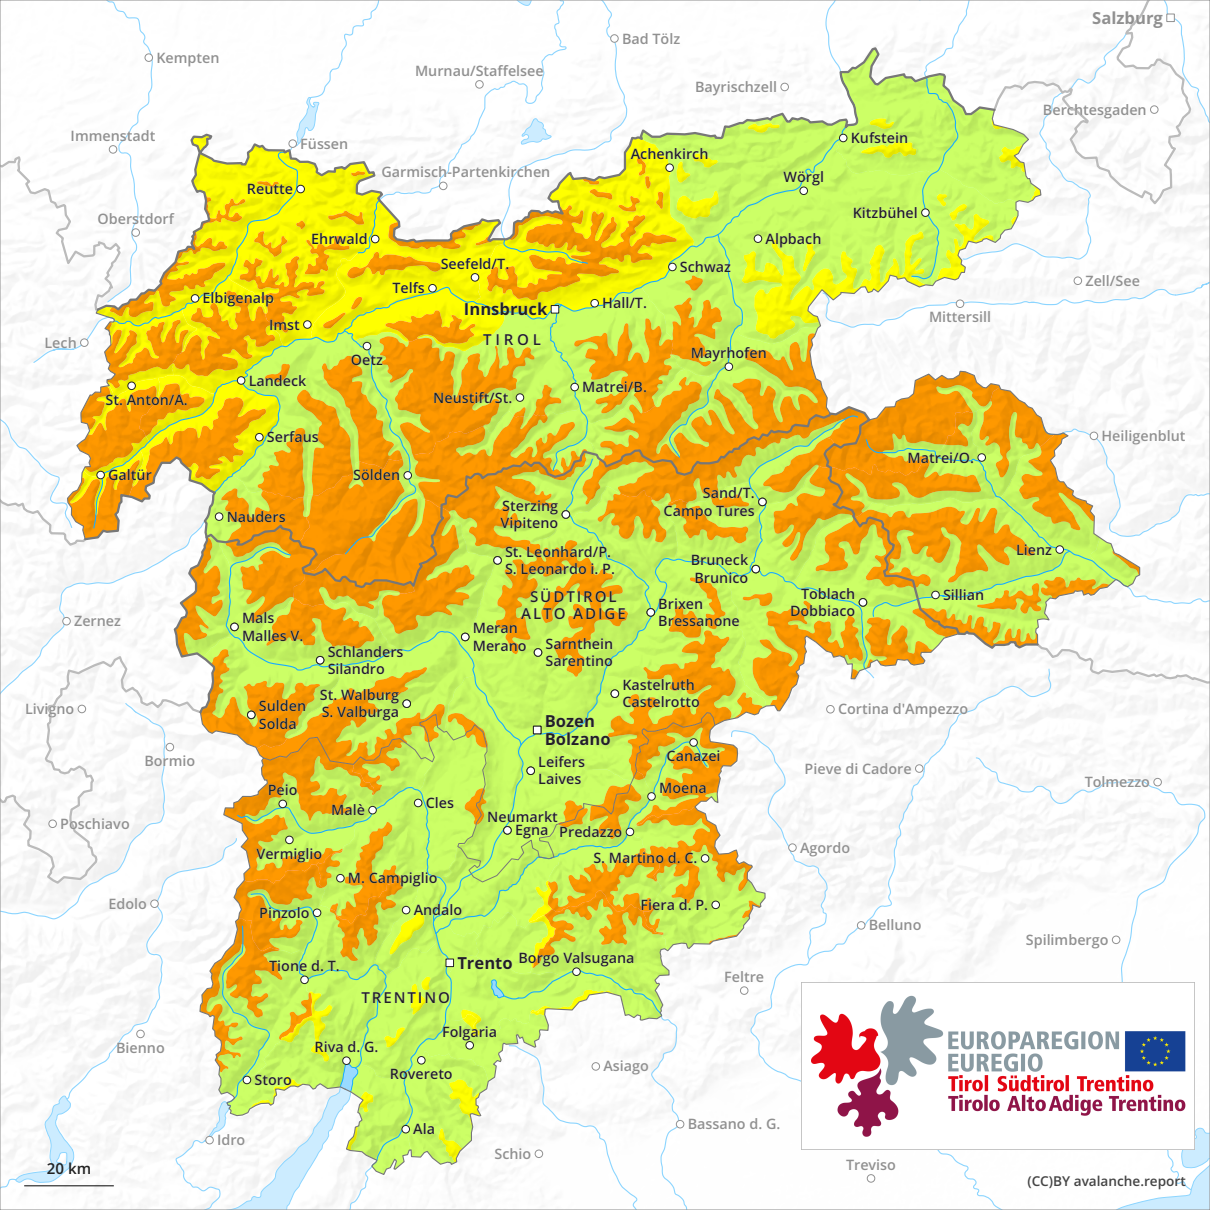 Salzburg
Bad Tölz
Kempten
Murnau/Staffelsee
Bayrischzell
Berchtesgaden
Immenstadt
Füssen
Kufstein
Achenkirch
Garmisch-Partenkirchen
Wörgl
Reutte
Oberstdorf
Kitzbühel
Ehrwald
Alpbach
Seefeld/T.
Schwaz
Zell/See
Telfs
Elbigenalp
Innsbruck
Hall/T.
Mittersill
Imst
TIROL
Lech
Oetz
Mayrhofen
Landeck
Matrei/B.
St. Anton/A.
Neustift/St.
Serfaus
Heiligenblut
Matrei/O.
Galtür
Sölden
Sand/T.
Campo Tures
Sterzing
Vipiteno
Nauders
St. Leonhard/P.
S. Leonardo i. P.
Lienz
Bruneck
Brunico
SÜDTIROL
ALTO ADIGE
Toblach
Dobbiaco
Sillian
Brixen
Bressanone
Zernez
Mals
Malles V.
Meran
Merano
Sarnthein
Sarentino
Schlanders
Silandro
Kastelruth
Castelrotto
St. Walburg
S. Valburga
Sulden
Solda
Livigno
Cortina d'Ampezzo
Bozen
Bolzano
Bormio
Canazei
Leifers
Laives
Pieve di Cadore
Tolmezzo
Peio
Moena
Malè
Cles
Neumarkt
Egna
Predazzo
Poschiavo
Vermiglio
Agordo
S. Martino d. C.
M. Campiglio
Edolo
Pinzolo
Andalo
Fiera d. P.
Belluno
Spilimbergo
Tione d. T.
Trento
Borgo Valsugana
Feltre
TRENTINO
Folgaria
Bienno
Riva d. G.
Rovereto
Asiago
Storo
EUROPAREGION
EUREGIO
Tirol Südtirol Trentino
Tirolo Alto Adige Trentino
Ala
Bassano d. G.
Idro
Schio
Treviso
20 km
(CC)BY avalanche.report